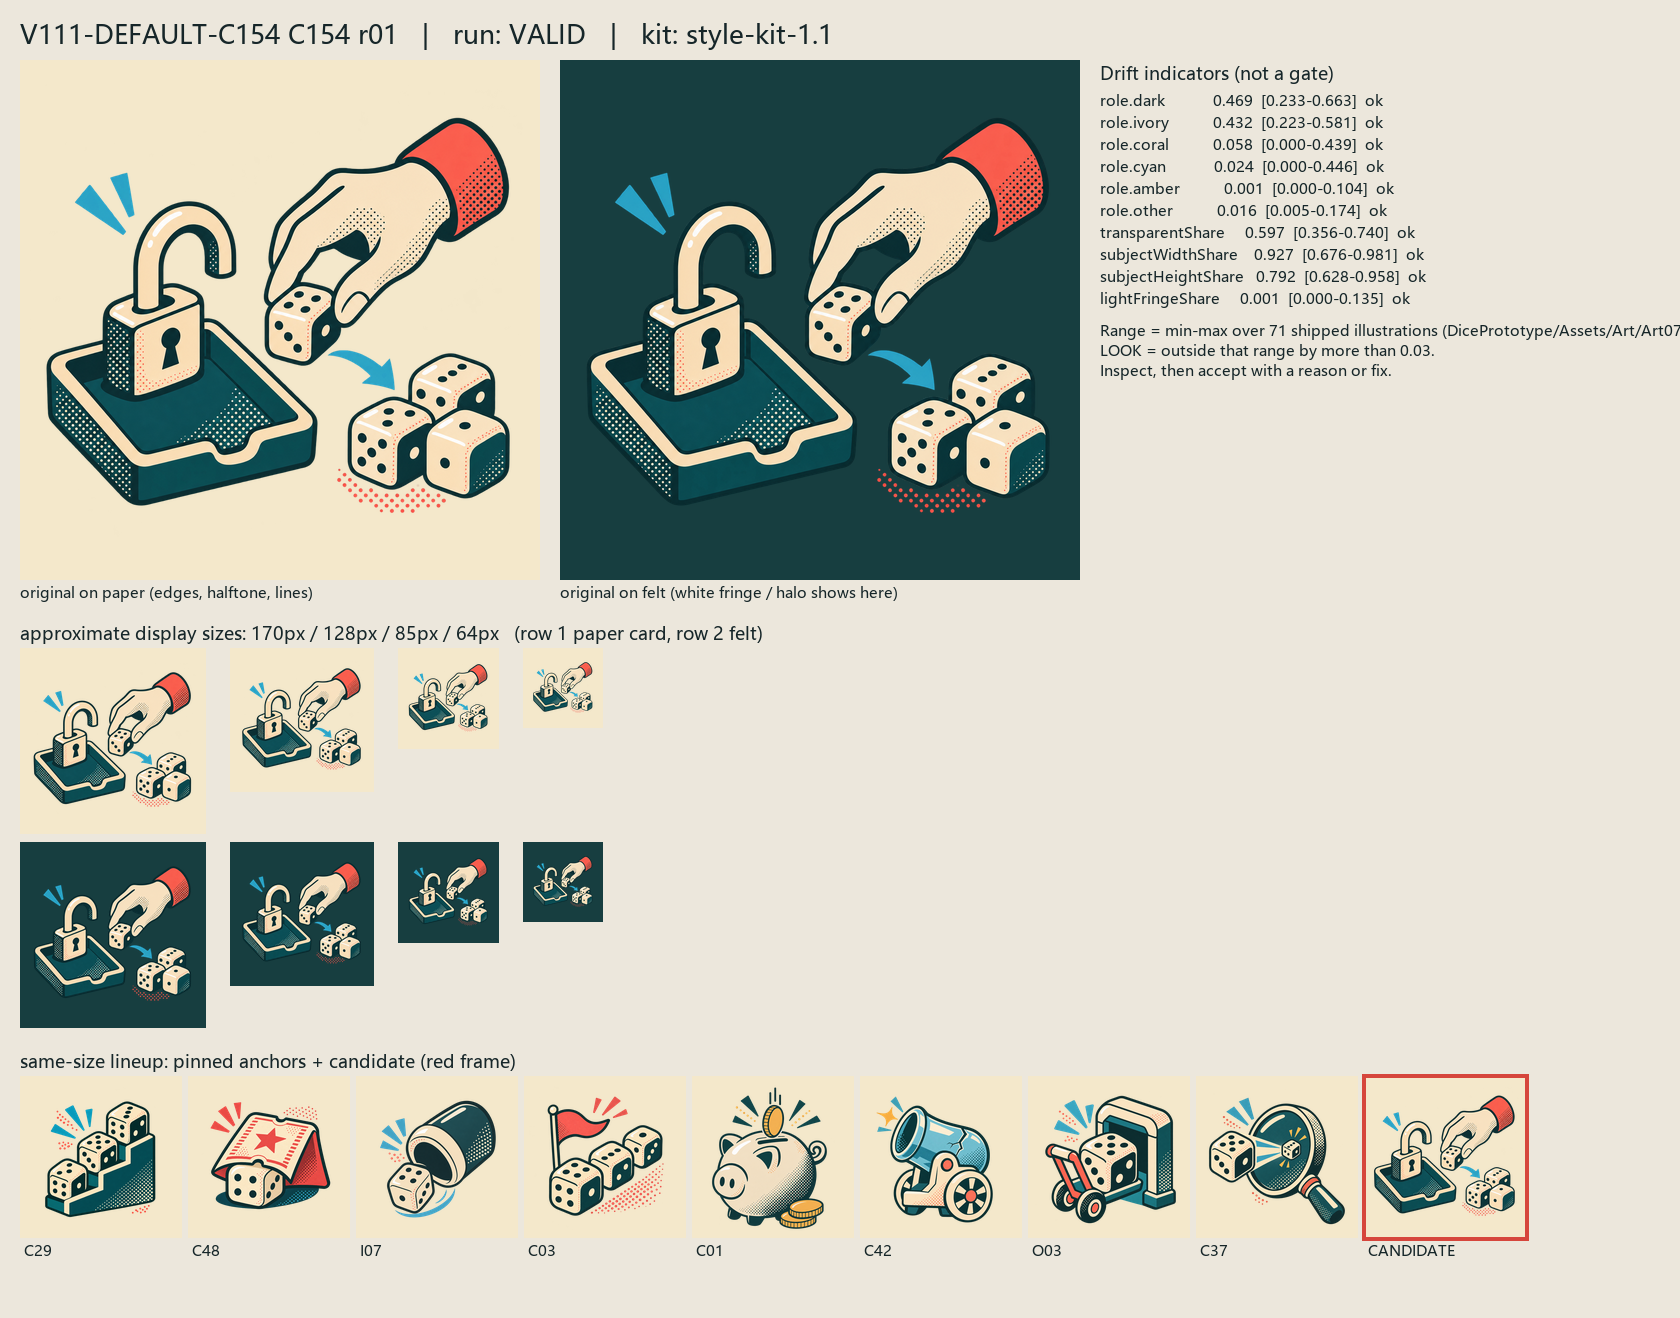 V111-DEFAULT-C154 C154 r01 | run: VALID | kit: style-kit-1.1
Drift indicators (not a gate)
role.dark 0.469 [0.233-0.663] ok
role.ivory 0.432 [0.223-0.581] ok
role.coral 0.058 [0.000-0.439] ok
role.cyan 0.024 [0.000-0.446] ok
role.amber 0.001 [0.000-0.104] ok
role.other 0.016 [0.005-0.174] ok
transparentShare 0.597 [0.356-0.740] ok
subjectWidthShare 0.927 [0.676-0.981] ok
subjectHeightShare 0.792 [0.628-0.958] ok
lightFringeShare 0.001 [0.000-0.135] ok
Range = min-max over 71 shipped illustrations (DicePrototype/Assets/Art/Art07
LOOK = outside that range by more than 0.03.
Inspect, then accept with a reason or fix.
original on paper (edges, halftone, lines)
original on felt (white fringe / halo shows here)
approximate display sizes: 170px / 128px / 85px / 64px (row 1 paper card, row 2 felt)
same-size lineup: pinned anchors + candidate (red frame)
C29
C48
I07
C03
C01
C42
O03
C37
CANDIDATE